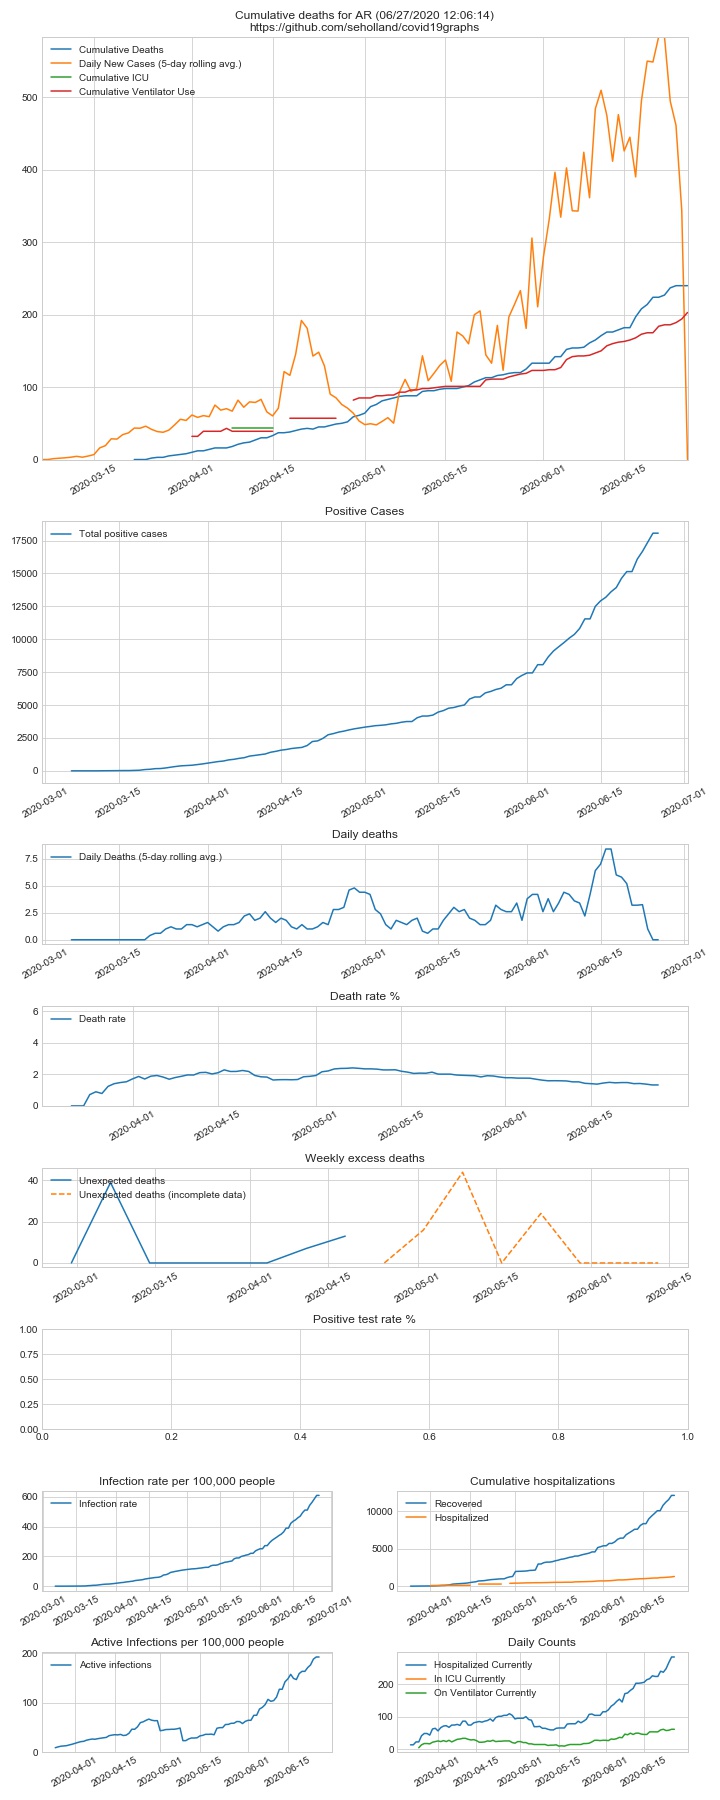 Cumulative deaths for AR (06/27/2020 12:06:14)
https://github.com/seholland/covid19graphs
Cumulative Deaths
Daily New Cases (5-day rolling avg.)
Cumulative ICU
Cumulative Ventilator Use
500
400
300
200
100
0
2020-03-15 2020-04-01 2020-04-15 2020-05-01 2020-05-15 2020-06-01 2020-06-15
Positive Cases
Total positive cases
17500
15000
12500
10000
7500
5000
2500
0
2020-03-01 2020-03-15 2020-04-01 2020-04-15 2020-05-01 2020-05-15 2020-06-01 2020-06-15 2020-07-01
Daily deaths
Daily Deaths (5-day rolling avg.)
7.5
5.0
2.5
0.0
2020-03-01 2020-03-15 2020-04-01 2020-04-15 2020-05-01 2020-05-15 2020-06-01 2020-06-15 2020-07-01
Death rate %
6
Death rate
4
2
0
2020-04-01 2020-04-15 2020-05-01 2020-05-15 2020-06-01 2020-06-15
Weekly excess deaths
40
Unexpected deaths
Unexpected deaths (incomplete data)
20
0
2020-03-01 2020-03-15 2020-04-01 2020-04-15 2020-05-01 2020-05-15 2020-06-01 2020-06-15
Positive test rate %
1.00
0.75
0.50
0.25
0.00
0.0 0.2 0.4 0.6 0.8 1.0
Infection rate per 100,000 people
Infection rate
600
400
200
0
2020-03-01 2020-03-15 2020-04-01 2020-04-15 2020-05-01 2020-05-15 2020-06-01 2020-06-15 2020-07-01
Cumulative hospitalizations
Recovered
Hospitalized
10000
5000
0
2020-04-01 2020-04-15 2020-05-01 2020-05-15 2020-06-01 2020-06-15
Active Infections per 100,000 people
200
Active infections
100
0
2020-04-01 2020-04-15 2020-05-01 2020-05-15 2020-06-01 2020-06-15
Daily Counts
Hospitalized Currently
In ICU Currently
On Ventilator Currently
200
100
0
2020-04-01 2020-04-15 2020-05-01 2020-05-15 2020-06-01 2020-06-15